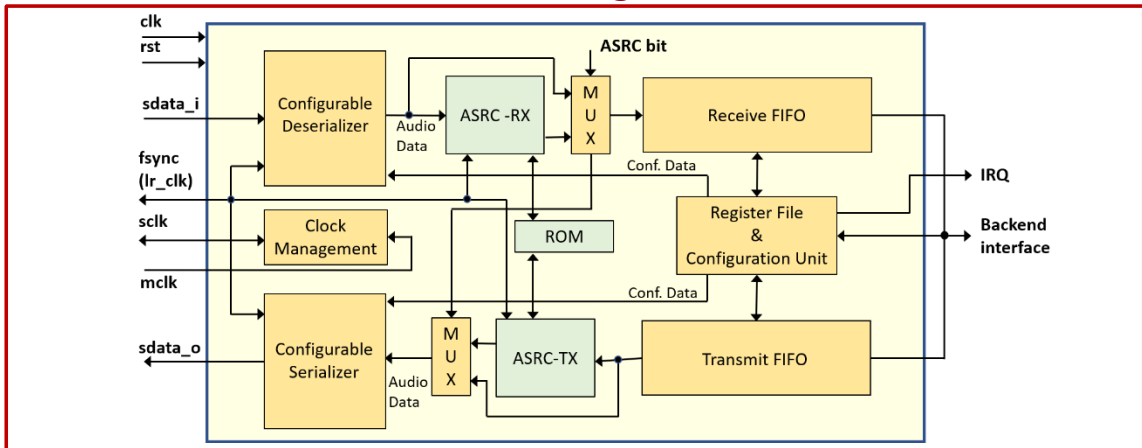 clk
rst
sdata_i
fsync
(lr_clk)
sclk
mclk
sdata_o
Configurable
Deserializer
Audio
Data
ASRC -RX
ASRC bit
M
U
X
Receive FIFO
Conf. Data
Clock
Management
ROM
Register File
&
Configuration Unit
IRQ
Backend
interface
Conf. Data
Configurable
Serializer
Audio
Data
M
U
X
ASRC-TX
Transmit FIFO